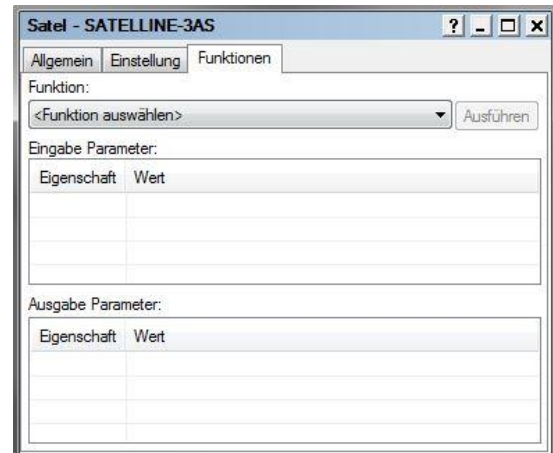 Satel - SATELLINE-3AS
Allgemein Einstellung Funktionen
Funktion:
<Funktion auswählen> Ausführen
Eingabe Parameter:
Eigenschaft Wert
Ausgabe Parameter:
Eigenschaft Wert